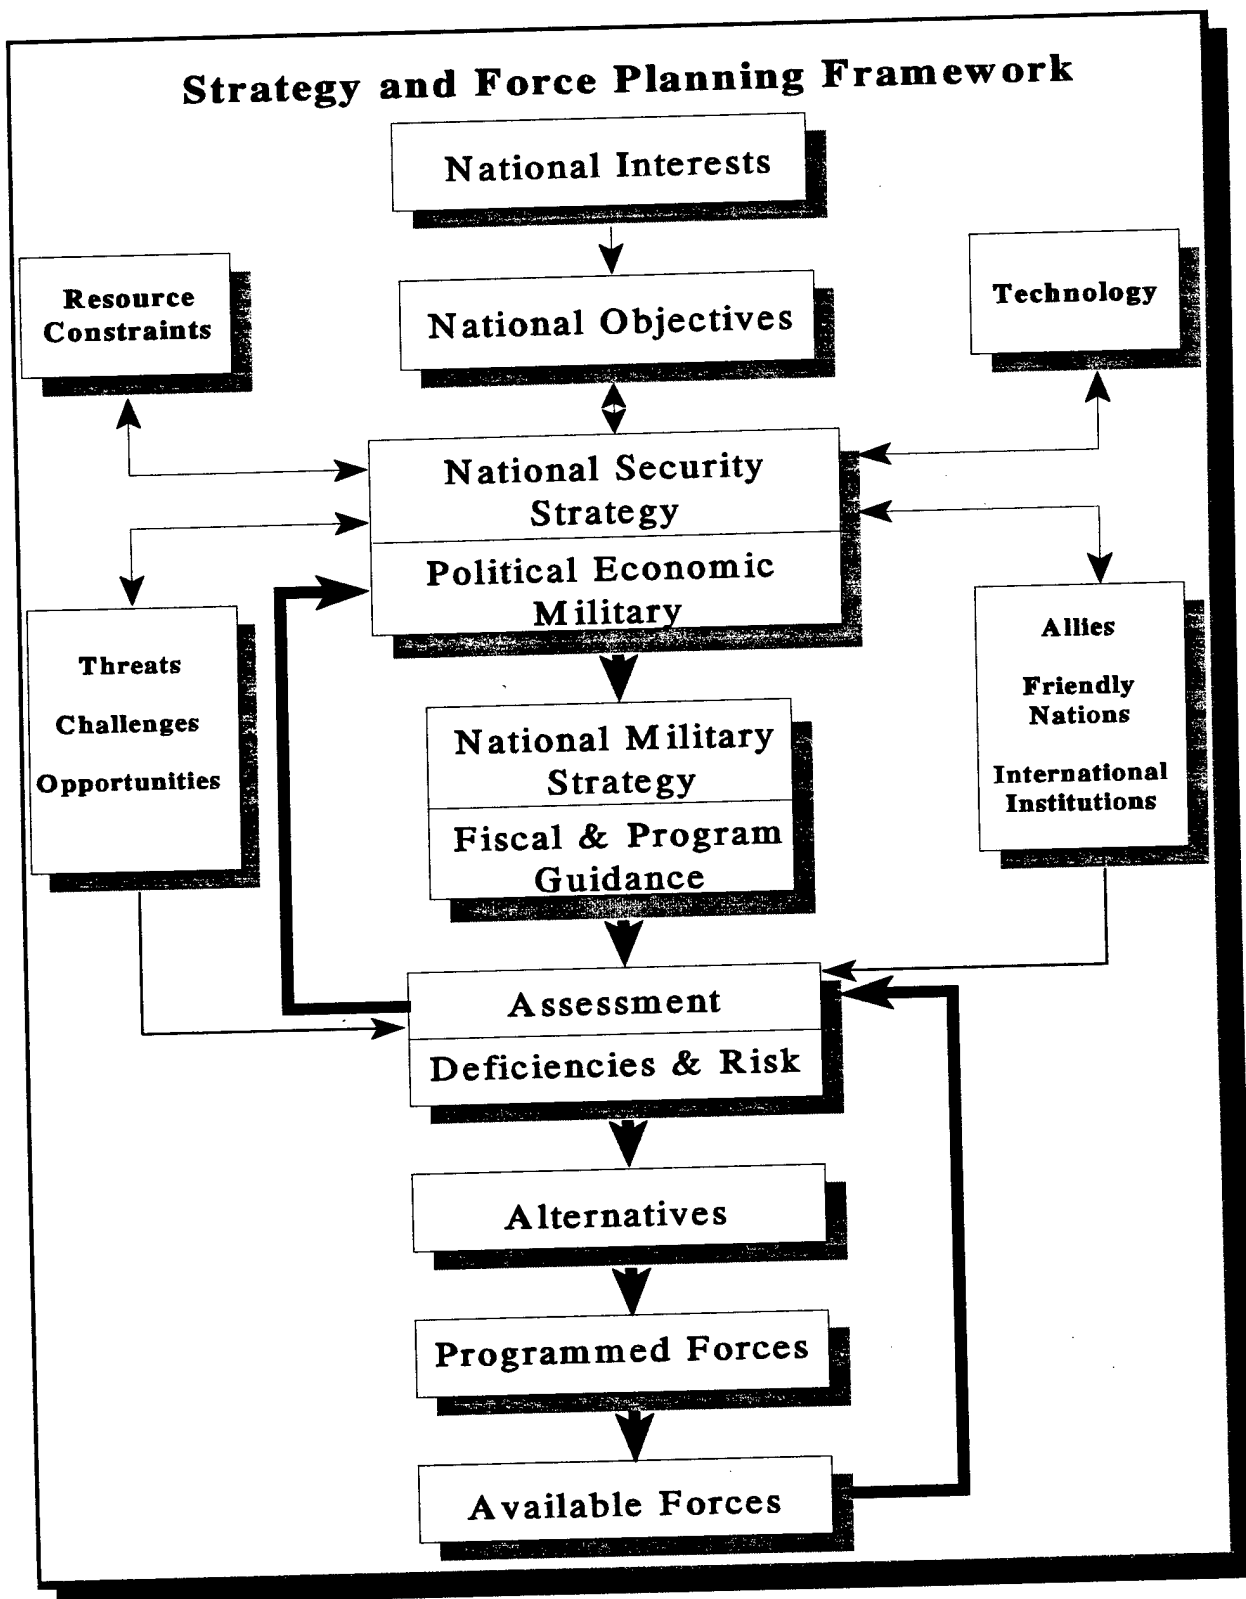 Strategy and Force Planning Framework
National Interests
Resource
Constraints
National Objectives
Technology
National Security
Strategy
Political Economic
Military
Threats
Challenges
Opportunities
National Military
Strategy
Fiscal & Program
Guidance
Allies
Friendly
Nations
International
Institutions
Assessment
Deficiencies & Risk
Alternatives
Programmed Forces
Available Forces